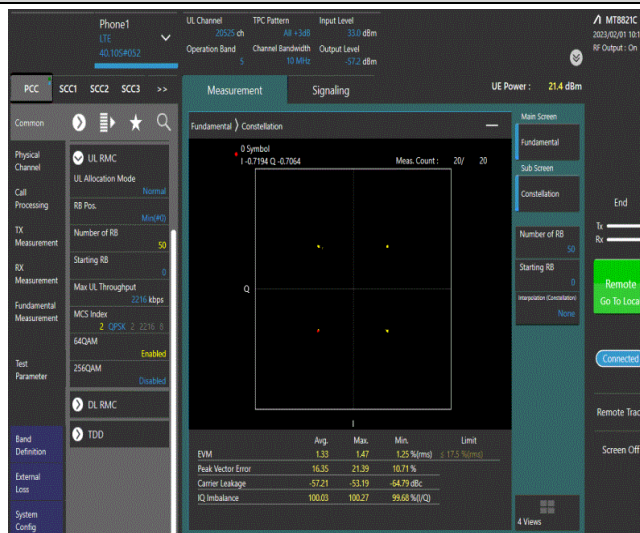 Phone1
LTE
40.105#052
UL Channel
20525 ch
TPC Pattern
All +3dB
Input Level
33.0 dBm
Operation Band
5
Channel Bandwidth
10 MHz
Output Level
-57.2 dBm
MT8821C
2023/02/01 10:1
RF Output : On
PCC
SCC1
SCC2
SCC3
>>
Measurement
Signaling
UE Power : 21.4 dBm
Common
Physical
Channel
Call
Processing
TX
Measurement
RX
Measurement
Fundamental
Measurement
Test
Parameter
Band
Definition
External
Loss
System
Config
UL RMC
UL Allocation Mode
Normal
RB Pos.
Min(#0)
Number of RB
50
Starting RB
0
Max UL Throughput
2216 kbps
MCS Index
2 QPSK 2 2216 8
64QAM
Enabled
256QAM
Disabled
DL RMC
TDD
Fundamental 〉 Constellation
0 Symbol
I -0.7194 Q -0.7064
Meas. Count : 20/ 20
Q
I
Avg. Max. Min. Limit
EVM 1.33 1.47 1.25 %(rms) ≤ 17.5 %(rms)
Peak Vector Error 16.35 21.39 10.71 %
Carrier Leakage -57.21 -53.19 -64.79 dBc
IQ Imbalance 100.03 100.27 99.68 %(I/Q)
Main Screen
Fundamental
Sub Screen
Constellation
Number of RB
50
Starting RB
0
Interpolation (Constellation)
None
4 Views
End
Tx
Rx
Remote
Go To Loca
Connected
Remote Trac
Screen Off